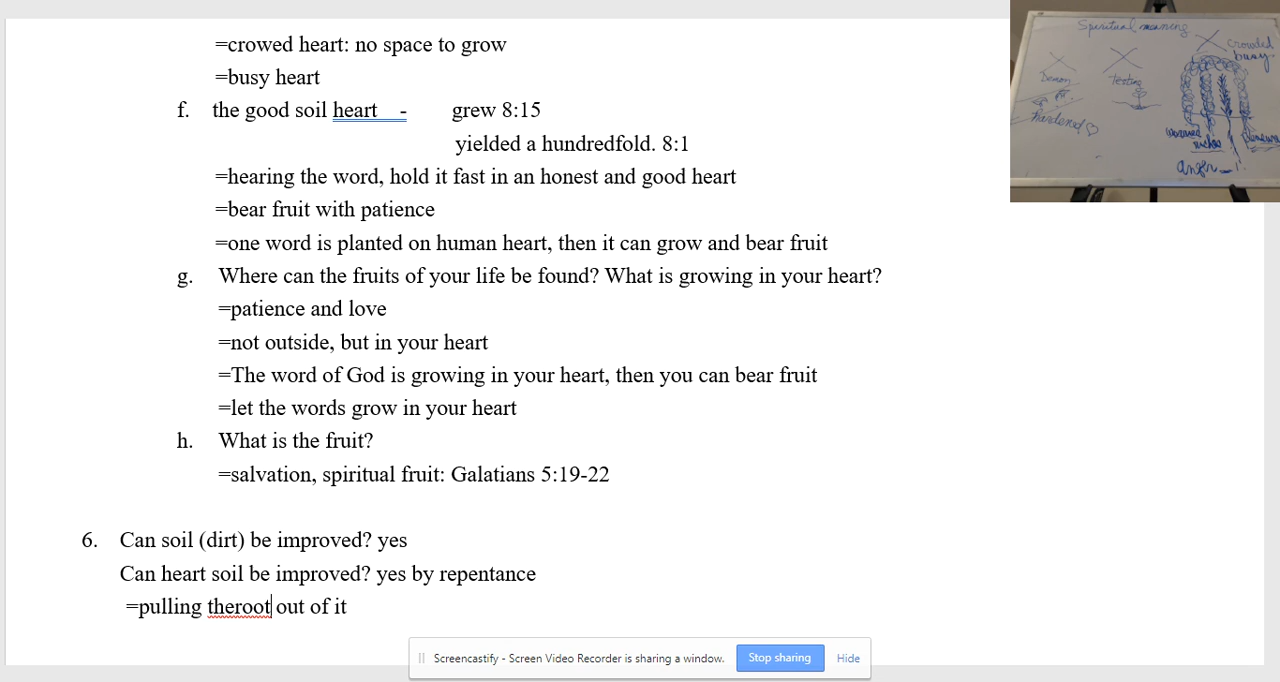 =crowed heart: no space to grow
=busy heart
f. the good soil heart - grew 8:15
yielded a hundredfold. 8:1
=hearing the word, hold it fast in an honest and good heart
=bear fruit with patience
=one word is planted on human heart, then it can grow and bear fruit
g. Where can the fruits of your life be found? What is growing in your heart?
=patience and love
=not outside, but in your heart
=The word of God is growing in your heart, then you can bear fruit
=let the words grow in your heart
h. What is the fruit?
=salvation, spiritual fruit: Galatians 5:19-22
6. Can soil (dirt) be improved? yes
Can heart soil be improved? yes by repentance
=pulling theroot out of it
Screencastify - Screen Video Recorder is sharing a window. Stop sharing Hide
Spiritual meaning
crowded
busy
Demon
testing
hardened
riches